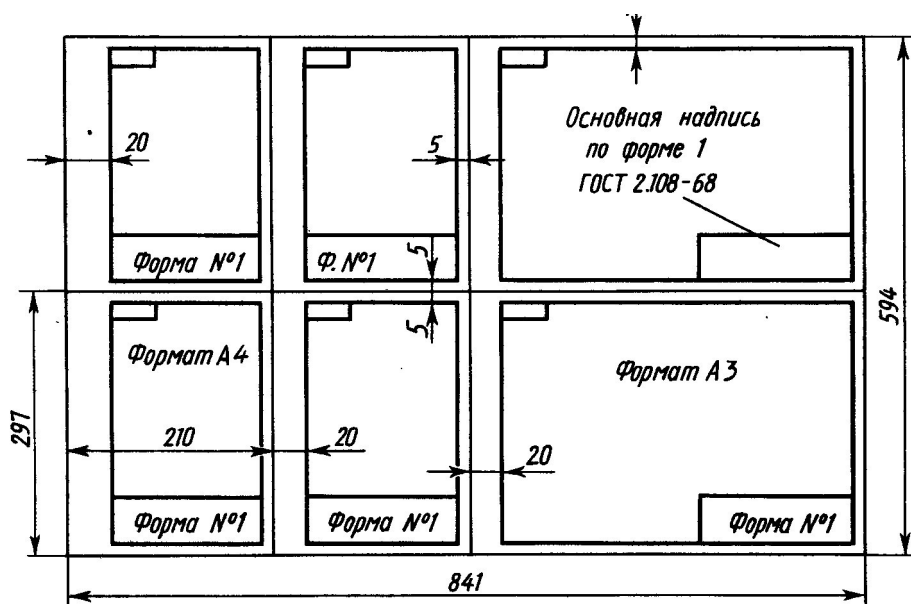 20
5
Основная надпись
по форме 1
ГОСТ 2.108-68
Форма №1
Ф. №1
5
5
594
297
Формат А4
Формат А3
210
20
20
Форма №1
Форма №1
Форма №1
841